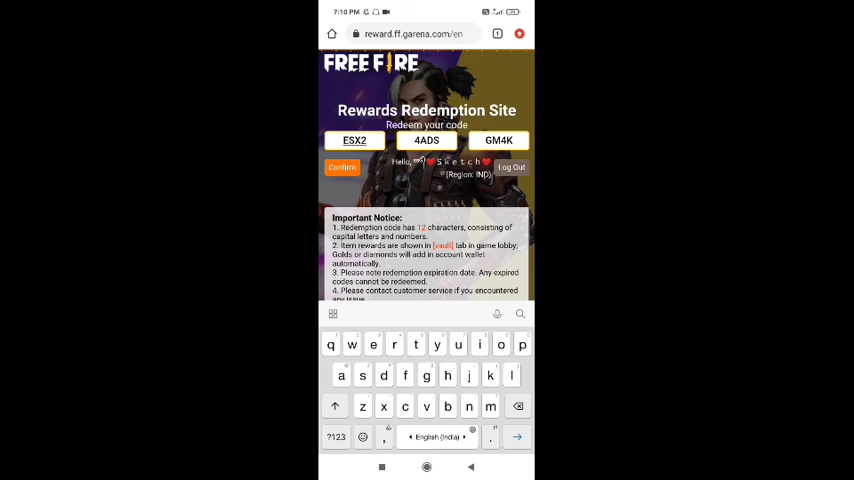 7:10 PM
reward.ff.garena.com/en
1
FREE FIRE
Rewards Redemption Site
Redeem your code
ESX2 4ADS GM4K
Confirm
Hello, ♥Sketch♥
(Region: IND)
Log Out
Important Notice:
1. Redemption code has 12 characters, consisting of
capital letters and numbers.
2. Item rewards are shown in [vault] tab in game lobby;
Golds or diamonds will add in account wallet
automatically.
3. Please note redemption expiration date. Any expired
codes cannot be redeemed.
4. Please contact customer service if you encountered
any issue.
q w e r t y u i o p
a s d f g h j k l
z x c v b n m
?123 , English (India) .